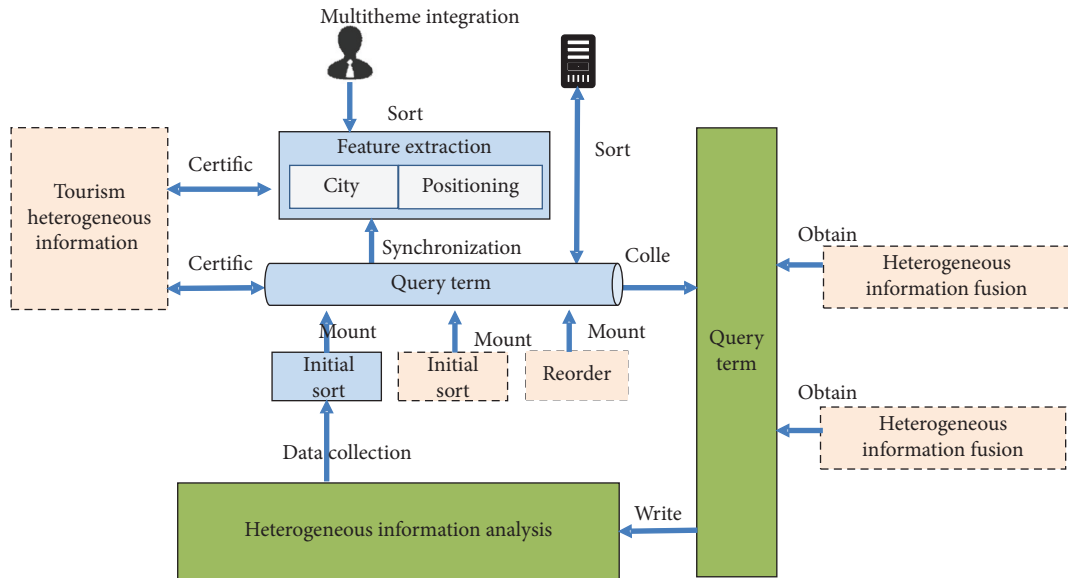 Multitheme integration
Sort
Feature extraction
City
Positioning
Certific
Tourism
heterogeneous
information
Sort
Synchronization
Certific
Query term
Colle
Obtain
Heterogeneous
information fusion
Mount
Mount
Mount
Query
term
Initial
sort
Initial
sort
Reorder
Obtain
Heterogeneous
information fusion
Data collection
Heterogeneous information analysis
Write